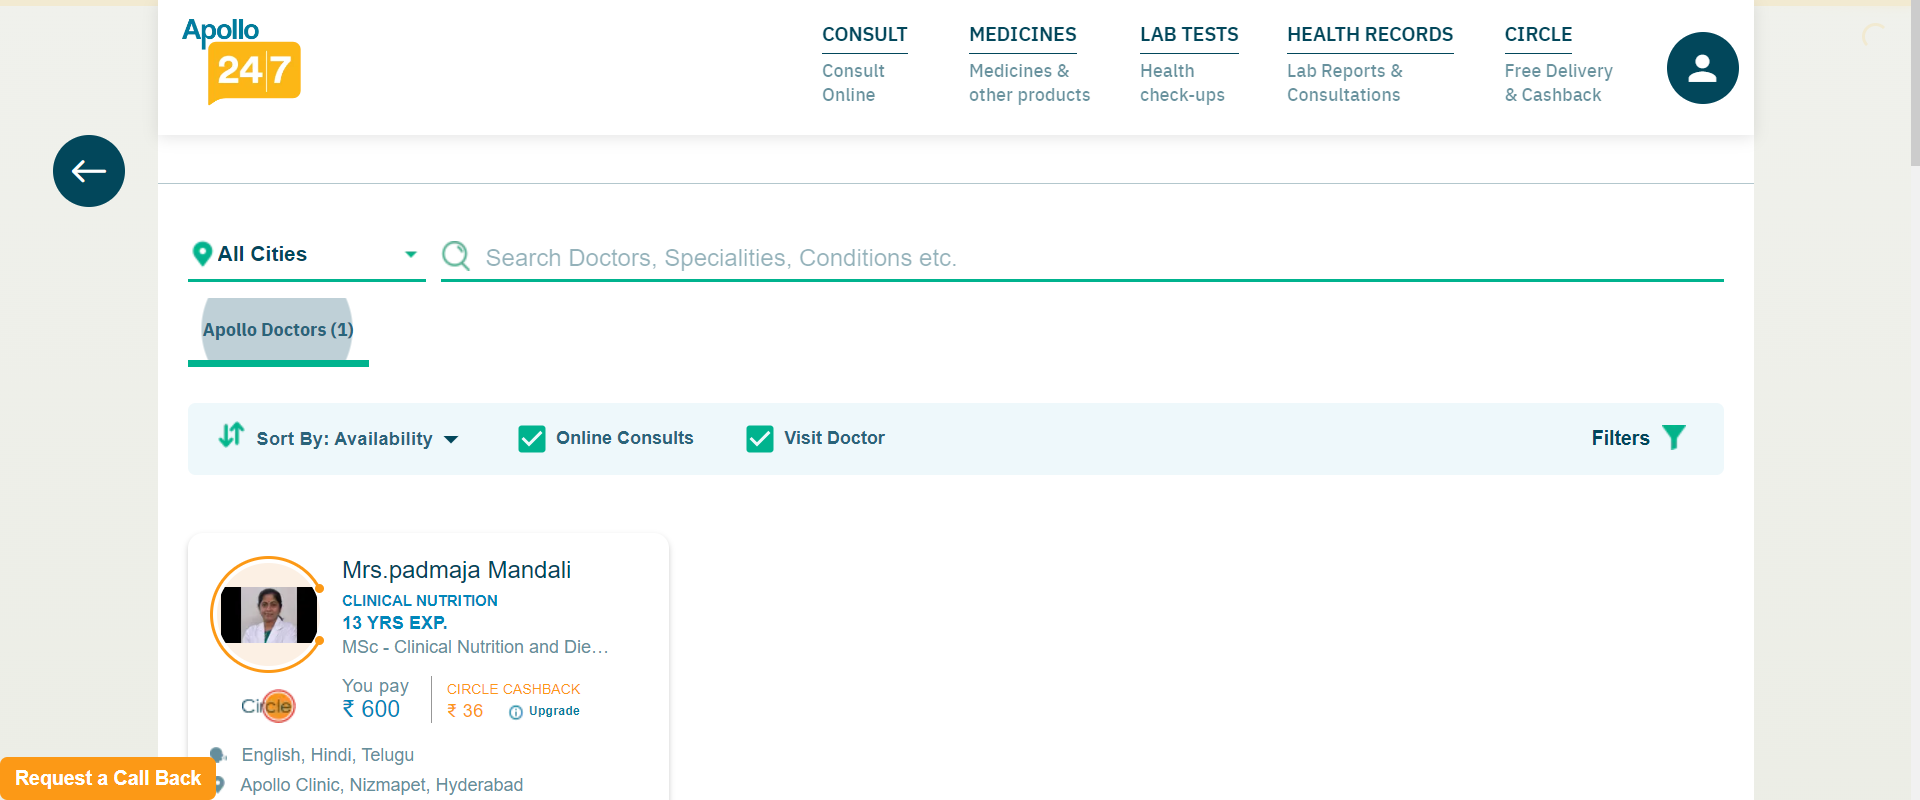 Apollo
24|7
CONSULT
Consult
Online
MEDICINES
Medicines &
other products
LAB TESTS
Health
check-ups
HEALTH RECORDS
Lab Reports &
Consultations
CIRCLE
Free Delivery
& Cashback
All Cities
Search Doctors, Specialities, Conditions etc.
Apollo Doctors (1)
Sort By: Availability
Online Consults
Visit Doctor
Filters
Mrs.padmaja Mandali
CLINICAL NUTRITION
13 YRS EXP.
MSc - Clinical Nutrition and Die…
Circle
You pay
₹ 600
CIRCLE CASHBACK
₹ 36
Upgrade
English, Hindi, Telugu
Apollo Clinic, Nizmapet, Hyderabad
Request a Call Back